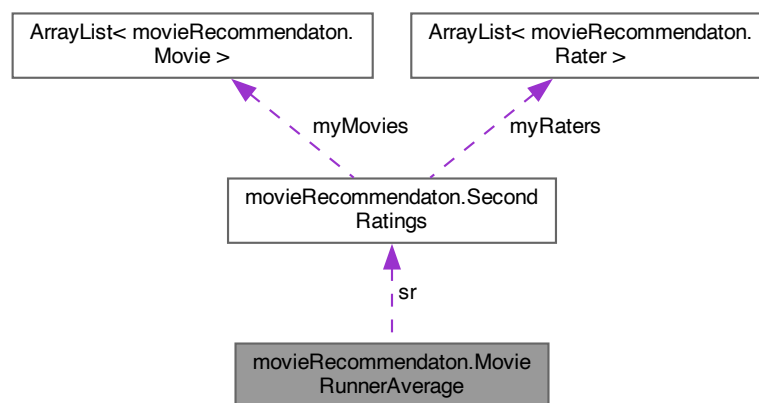 ArrayList< movieRecommendaton.
Movie >
ArrayList< movieRecommendaton.
Rater >
myMovies
myRaters
movieRecommendaton.Second
Ratings
sr
movieRecommendaton.Movie
RunnerAverage